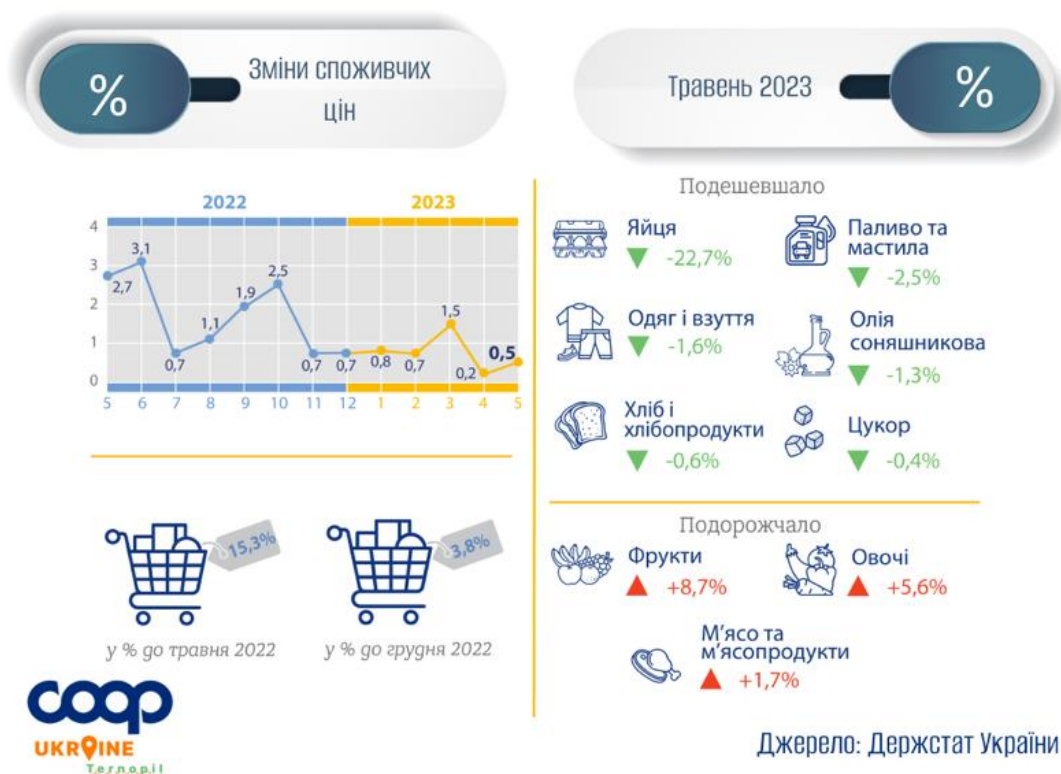 %
Зміни споживчих
цін
Травень 2023
%
2022
2023
4
3
2
1
0
2,7
3,1
0,7
1,1
1,9
2,5
0,7
0,7
0,8
0,7
1,5
0,2
0,5
5 6 7 8 9 10 11 12 1 2 3 4 5
15,3%
у % до травня 2022
3,8%
у % до грудня 2022
Подешевшало
Яйця
-22,7%
Паливо та
мастила
-2,5%
Одяг і взуття
-1,6%
Олія
соняшникова
-1,3%
Хліб і
хлібопродукти
-0,6%
Цукор
-0,4%
Подорожчало
Фрукти
+8,7%
Овочі
+5,6%
М'ясо та
м'ясопродукти
+1,7%
coop
UKRAINE
Ternopil
Джерело: Держстат України